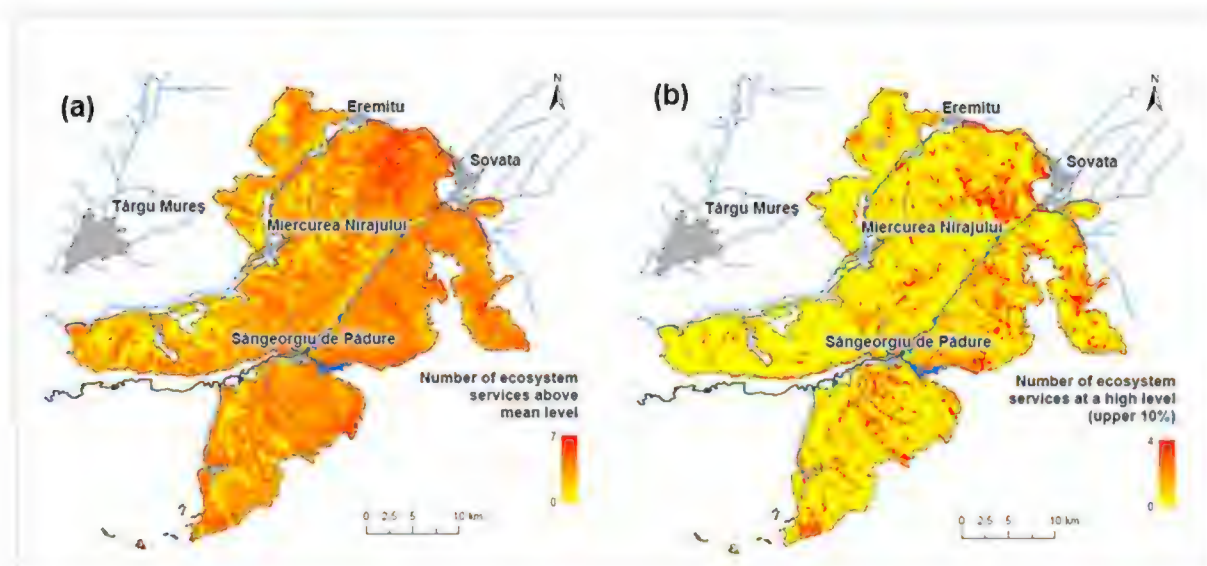 (a)
N
Eremitu
Sovata
Târgu Mureş
Miercurea Nirajului
Sângeorgiu de Pădure
Number of ecosystem
services above
mean level
7
0
0 2,5 5 10 km
(b)
N
Eremitu
Sovata
Târgu Mureş
Miercurea Nirajului
Sângeorgiu de Pădure
Number of ecosystem
services at a high level
(upper 10%)
4
0
0 2,5 5 10 km